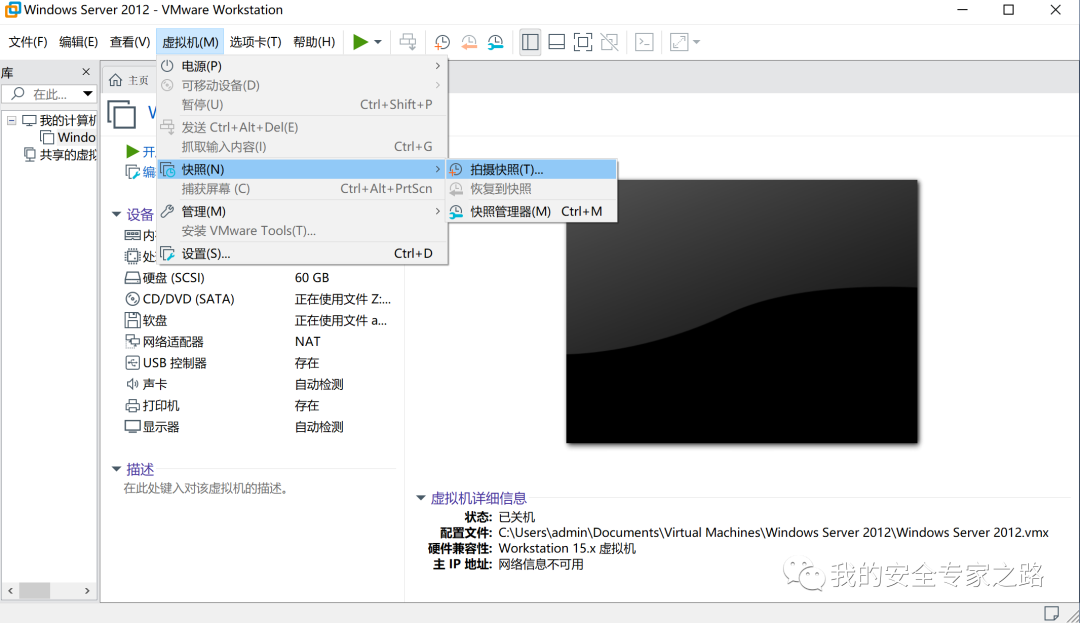 Windows Server 2012 - VMware Workstation
文件(F) 编辑(E) 查看(V) 虚拟机(M) 选项卡(T) 帮助(H)
库
在此...
我的计算机
Windo
共享的虚拟
主页
电源(P)
可移动设备(D)
暂停(U) Ctrl+Shift+P
发送 Ctrl+Alt+Del(E)
抓取输入内容(I) Ctrl+G
快照(N)
捕获屏幕 (C) Ctrl+Alt+PrtScn
管理(M)
安装 VMware Tools(T)...
设置(S)... Ctrl+D
拍摄快照(T)...
恢复到快照
快照管理器(M) Ctrl+M
设备
硬盘 (SCSI) 60 GB
CD/DVD (SATA) 正在使用文件 Z:...
软盘 正在使用文件 a...
网络适配器 NAT
USB 控制器 存在
声卡 自动检测
打印机 存在
显示器 自动检测
描述
在此处键入对该虚拟机的描述。
虚拟机详细信息
状态: 已关机
配置文件: C:\Users\admin\Documents\Virtual Machines\Windows Server 2012\Windows Server 2012.vmx
硬件兼容性: Workstation 15.x 虚拟机
主 IP 地址: 网络信息不可用
我的安全专家之路